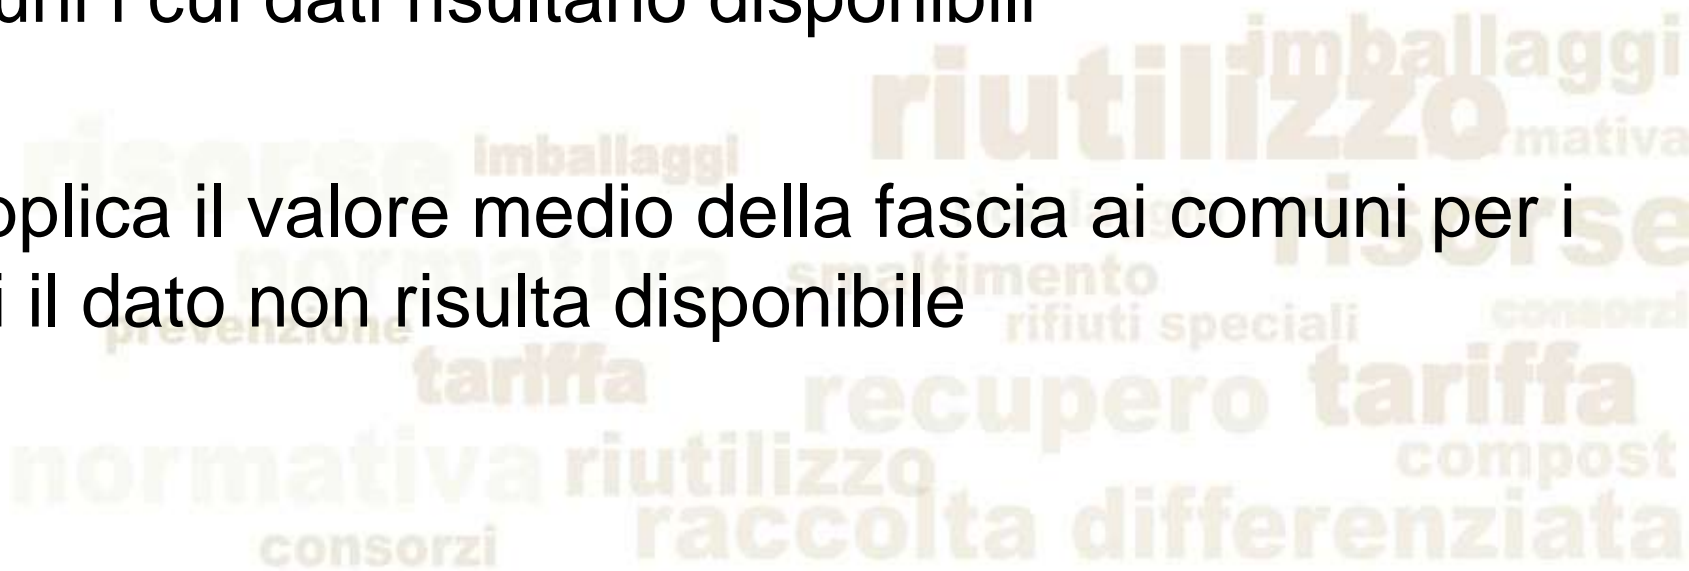 uni i cui dati risultano disponibili
imballaggi
riutilizzo
mativa
risorse imballaggi
pplica il valore medio della fascia ai comuni per i
risorse
normativa
smaltimento
i il dato non risulta disponibile
prevenzione
rifiuti speciali
consorzi
tariffa
recupero tariffa
normativa riutilizzo
compost
consorzi
raccolta differenziata